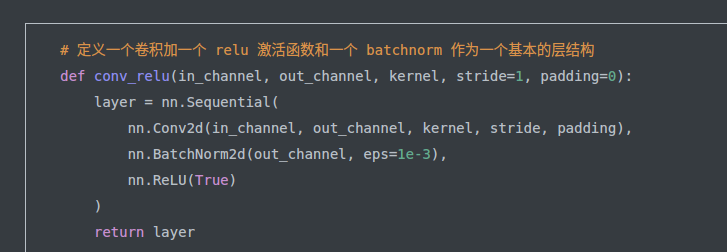 # 定义一个卷积加一个 relu 激活函数和一个 batchnorm 作为一个基本的层结构
def conv_relu(in_channel, out_channel, kernel, stride=1, padding=0):
    layer = nn.Sequential(
        nn.Conv2d(in_channel, out_channel, kernel, stride, padding),
        nn.BatchNorm2d(out_channel, eps=1e-3),
        nn.ReLU(True)
    )
    return layer